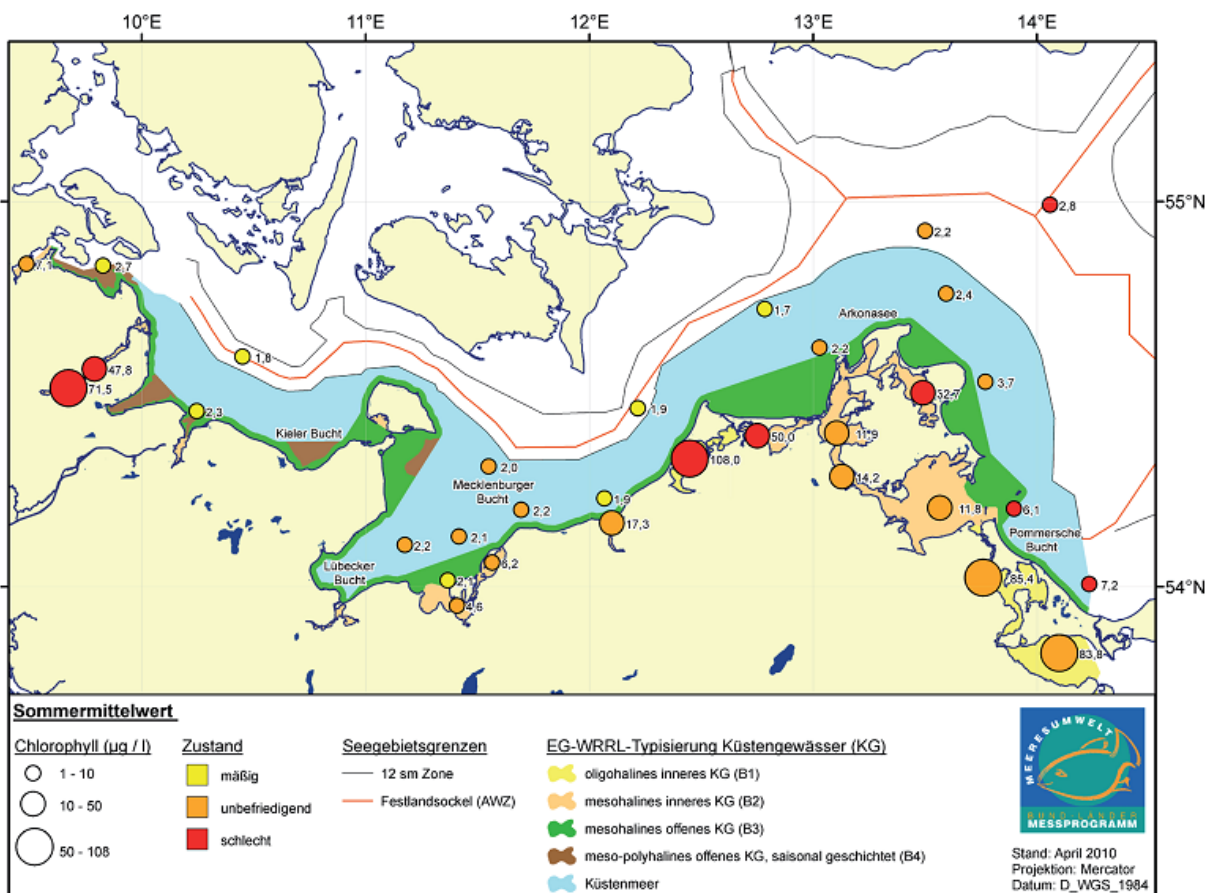 10°E 11°E 12°E 13°E 14°E
55°N
2,8
2,2
7,1
2,7
2,4
1,7
Arkonasee
2,2
1,8
47,8
71,5
3,7
52,7
2,3
1,9
Kieler Bucht
11,9
50,0
108,0
2,0
Mecklenburger
Bucht
14,2
1,9
2,2
11,8
6,1
17,3
Pommersche
Bucht
2,1
2,2
Lübecker
Bucht
6,2
2,1
54°N
85,4
7,2
4,6
83,8
Sommermittelwert
Chlorophyll (µg / l)
1 - 10
10 - 50
50 - 108
Zustand
mäßig
unbefriedigend
schlecht
Seegebietsgrenzen
12 sm Zone
Festlandsockel (AWZ)
EG-WRRL-Typisierung Küstengewässer (KG)
oligohalines inneres KG (B1)
mesohalines inneres KG (B2)
mesohalines offenes KG (B3)
meso-polyhalines offenes KG, saisonal geschichtet (B4)
Küstenmeer
MEERESUMWELT
BUND-LÄNDER
MESSPROGRAMM
Stand: April 2010
Projektion: Mercator
Datum: D_WGS_1984